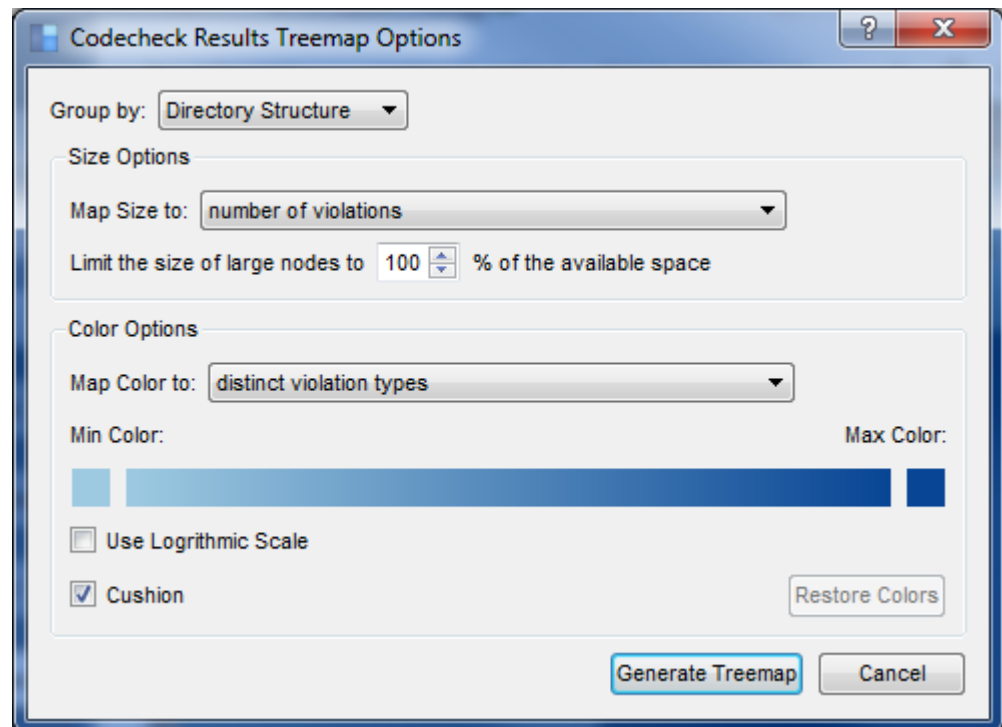 Codecheck Results Treemap Options
?
Group by: Directory Structure
Size Options
Map Size to: number of violations
Limit the size of large nodes to 100 % of the available space
Color Options
Map Color to: distinct violation types
Min Color: Max Color:
Use Logrithmic Scale
Cushion Restore Colors
Generate Treemap Cancel